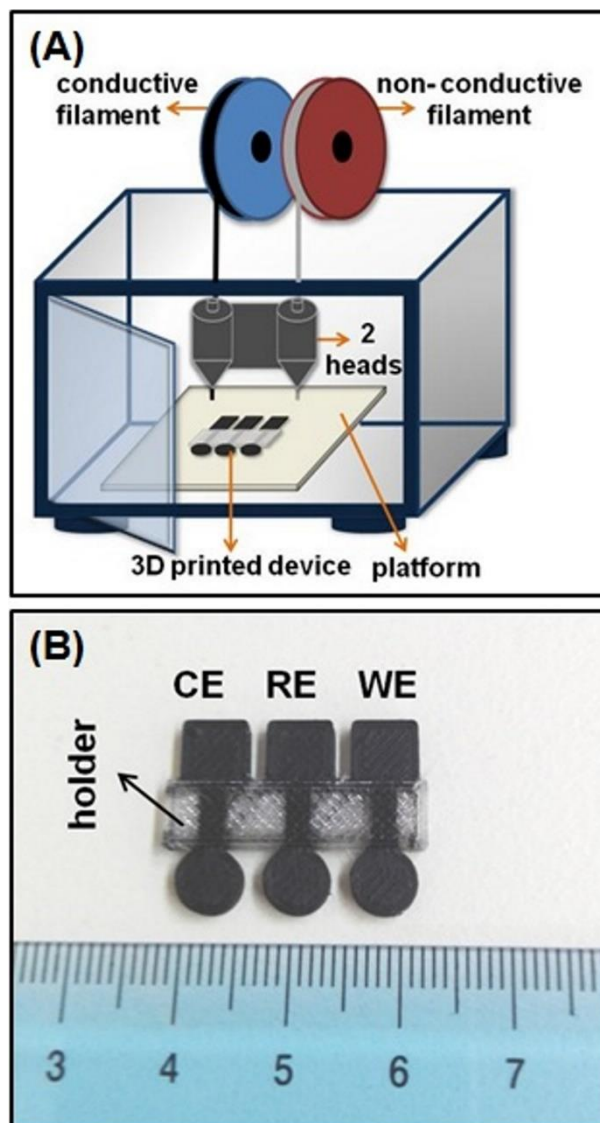 (A)
conductive
filament
non-conductive
filament
2
heads
3D printed device
platform
(B)
CE RE WE
holder
3 4 5 6 7